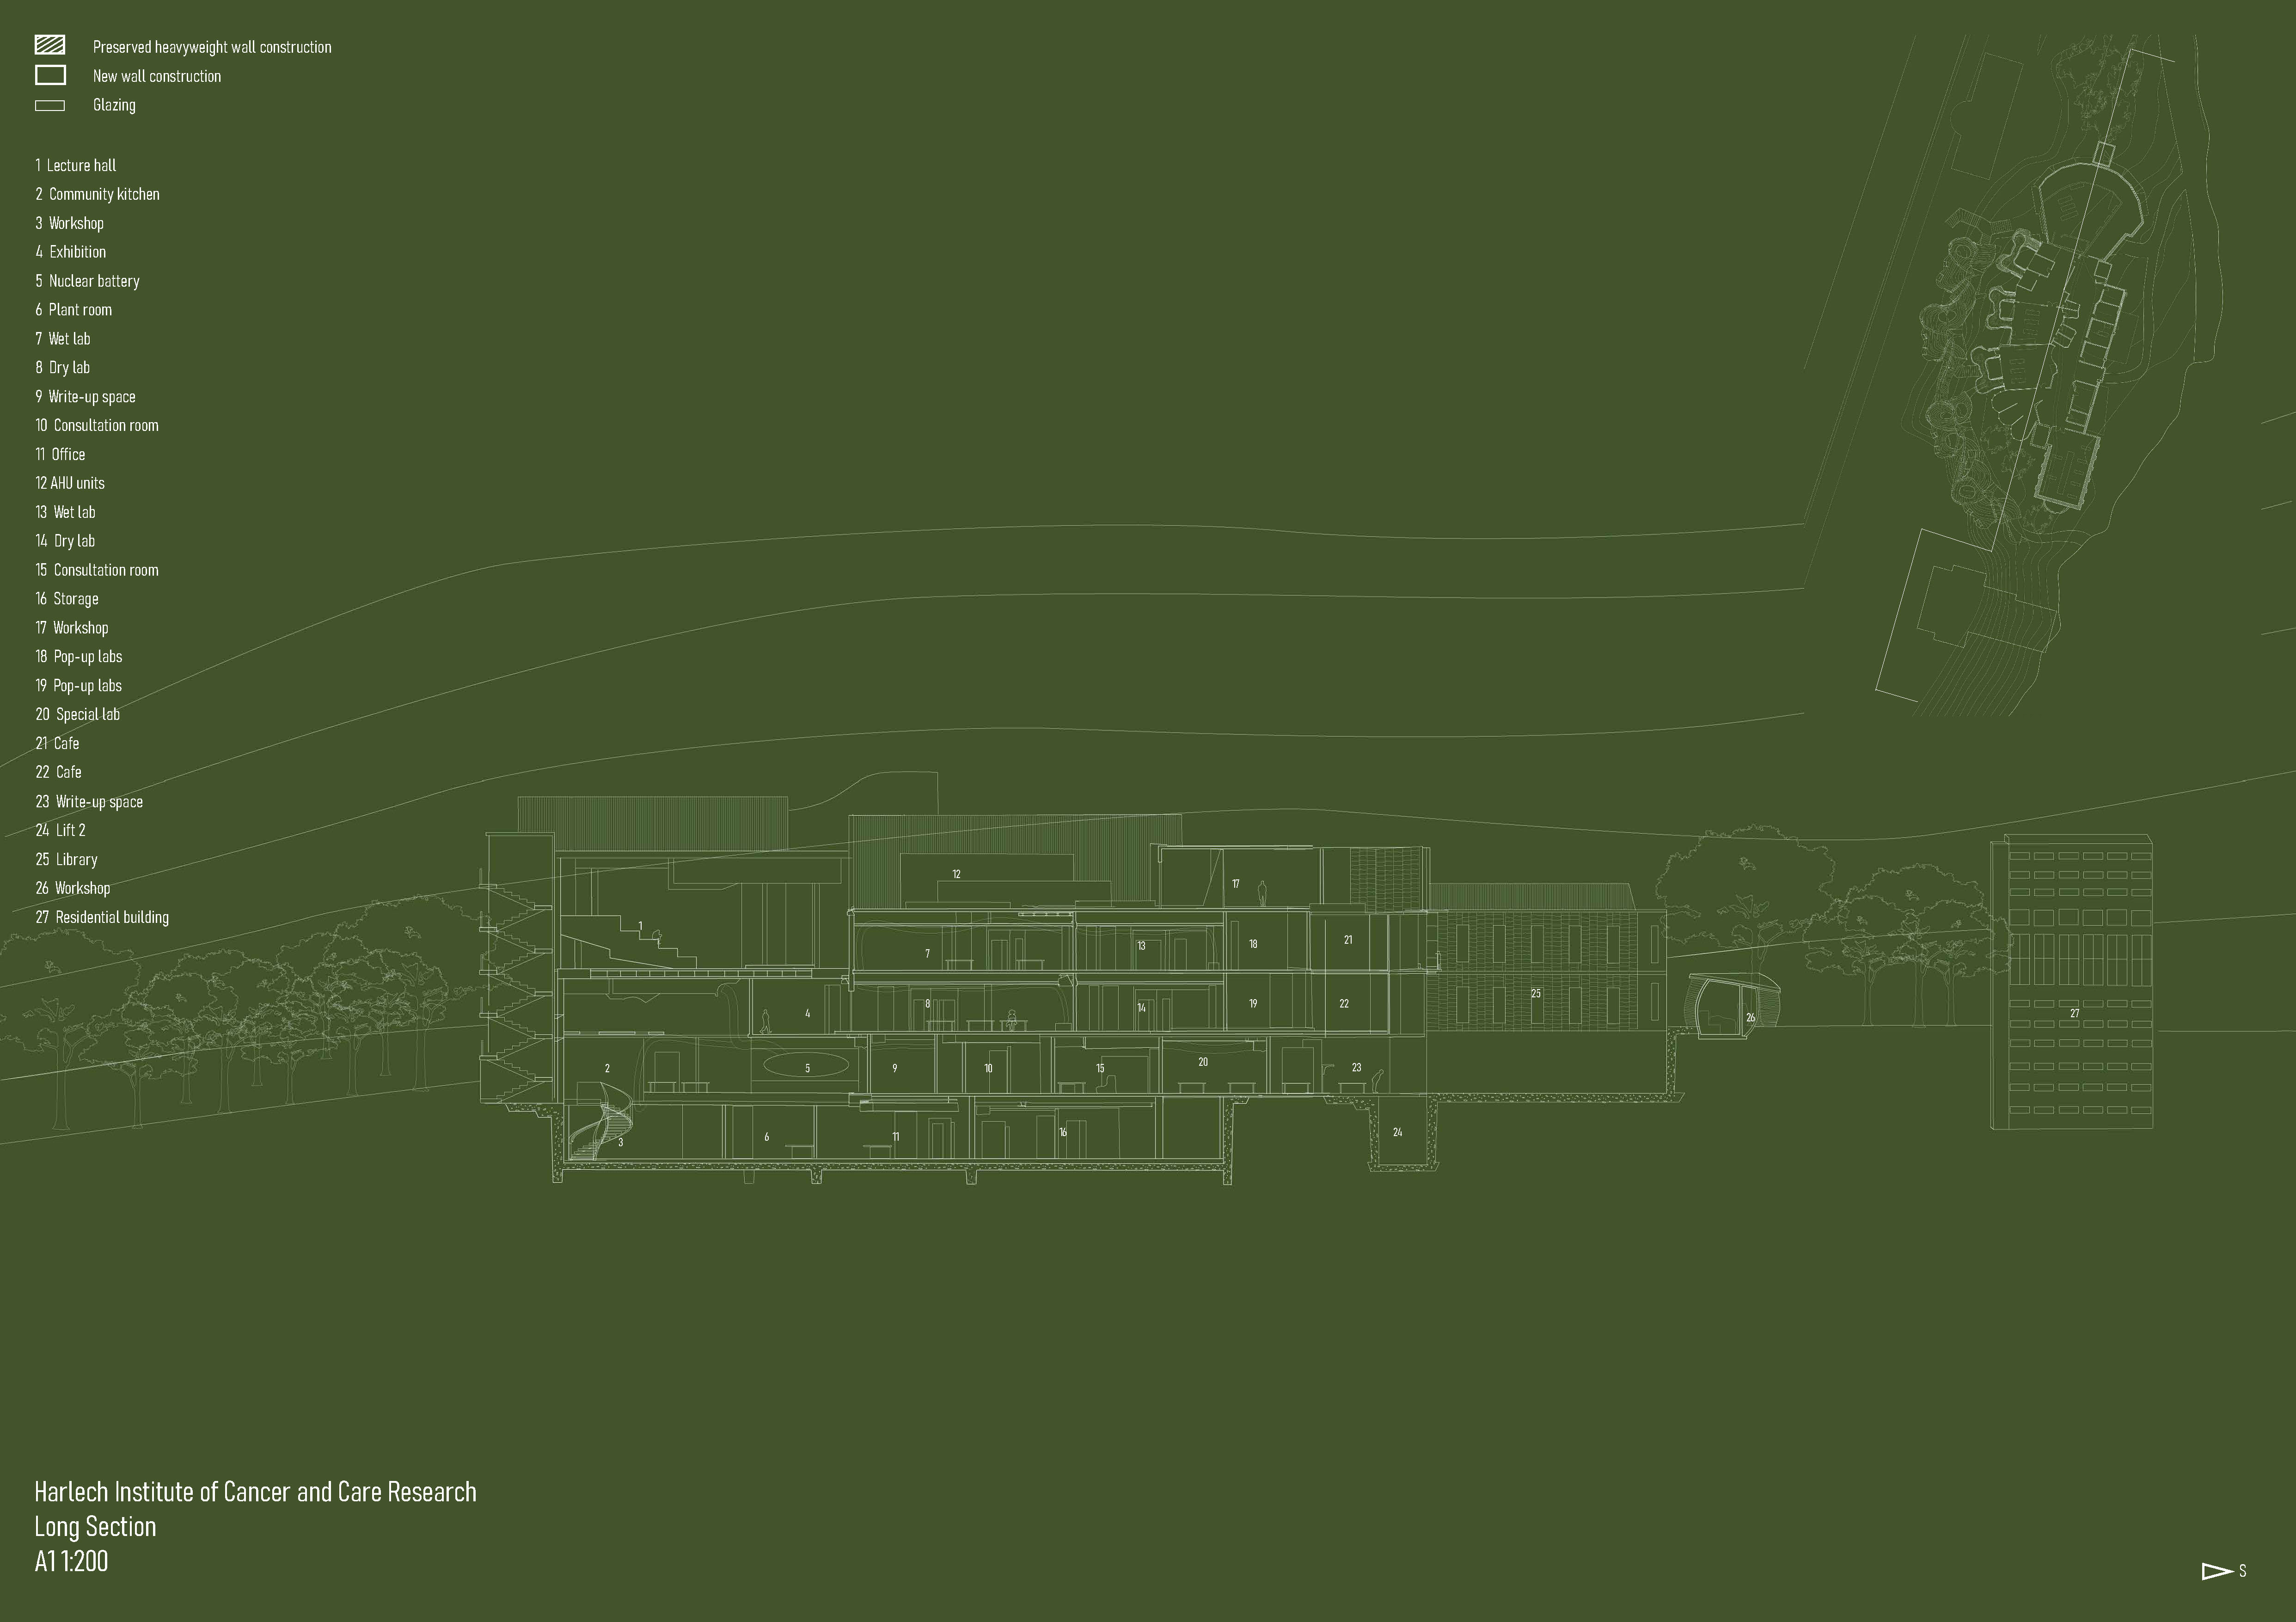 Preserved heavyweight wall construction
New wall construction
Glazing
1 Lecture hall
2 Community kitchen
3 Workshop
4 Exhibition
5 Nuclear battery
6 Plant room
7 Wet lab
8 Dry lab
9 Write-up space
10 Consultation room
11 Office
12 AHU units
13 Wet lab
14 Dry lab
15 Consultation room
16 Storage
17 Workshop
18 Pop-up labs
19 Pop-up labs
20 Special lab
21 Cafe
22 Cafe
23 Write-up space
24 Lift 2
25 Library
26 Workshop
27 Residential building
12
17
1
7
13
18
21
4
8
14
19
22
25
26
27
2
5
9
10
15
20
23
3
6
11
16
24
Harlech Institute of Cancer and Care Research
Long Section
A1 1:200
S